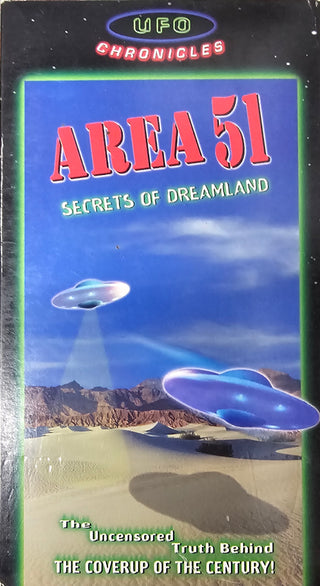 UFO
CHRONICLES
AREA 51
SECRETS OF DREAMLAND
The
Uncensored
Truth Behind
THE COVERUP OF THE CENTURY!